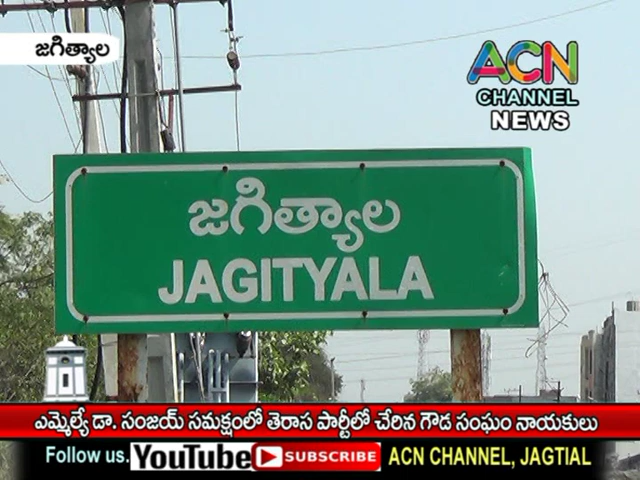 జగిత్యాల
ACN
CHANNEL
NEWS
జగిత్యాల
JAGITYALA
ఎమ్మెల్యే డా. సంజయ్ సమక్షంలో తెరాస పార్టీలో చేరిన గౌడ సంఘం నాయకులు
Follow us. YouTube SUBSCRIBE ACN CHANNEL, JAGTIAL